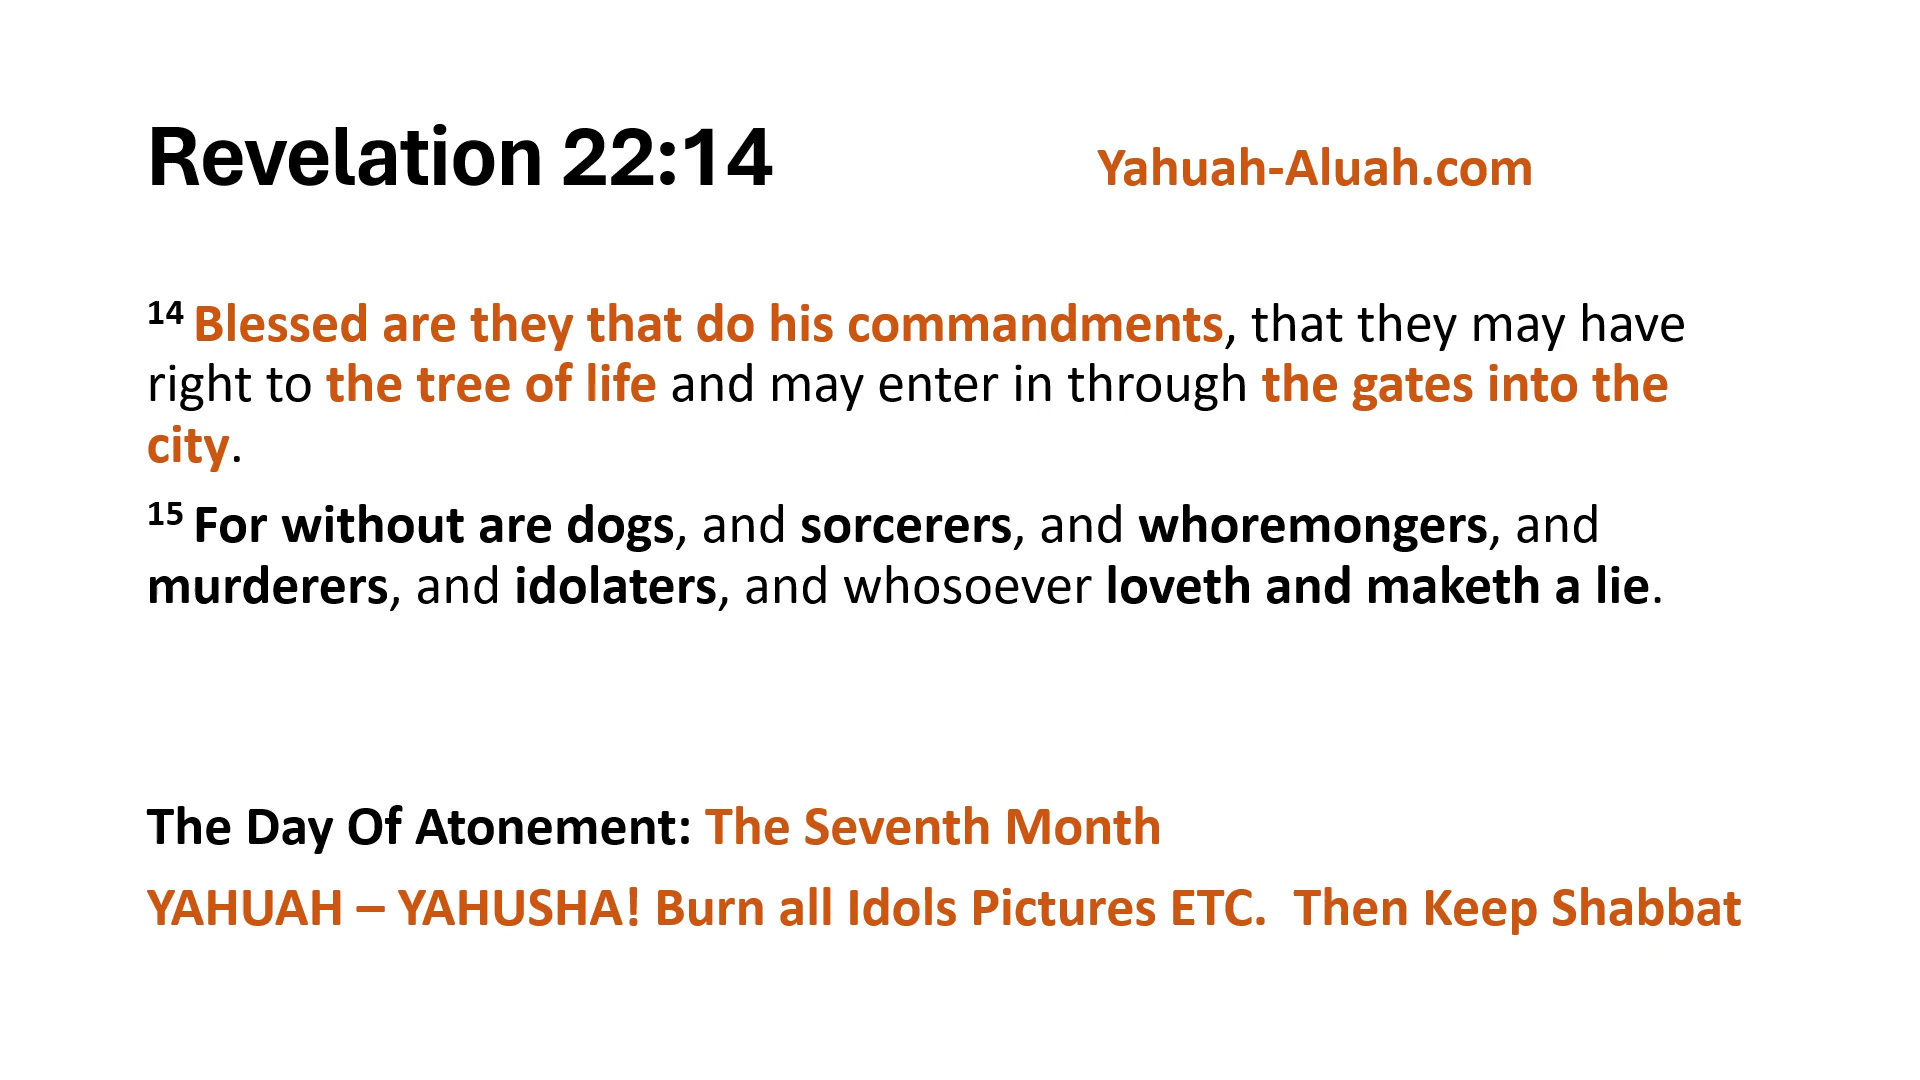 Revelation 22:14 Yahuah-Aluah.com
14 Blessed are they that do his commandments, that they may have
right to the tree of life and may enter in through the gates into the
city.
15 For without are dogs, and sorcerers, and whoremongers, and
murderers, and idolaters, and whosoever loveth and maketh a lie.
The Day Of Atonement: The Seventh Month
YAHUAH – YAHUSHA! Burn all Idols Pictures ETC.  Then Keep Shabbat